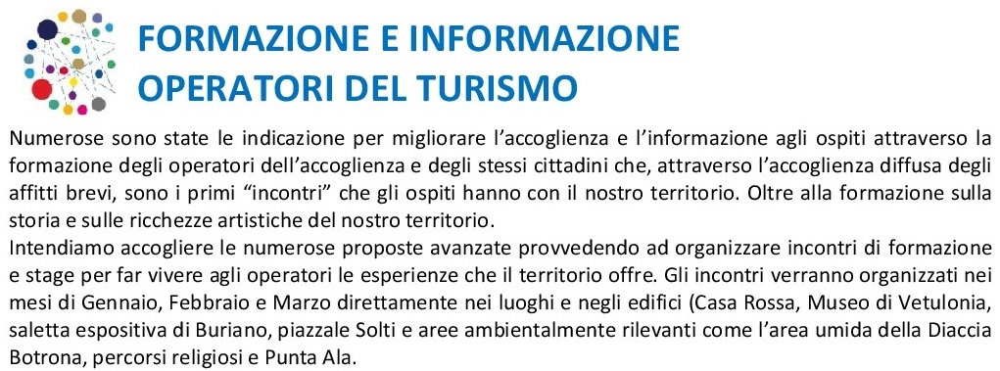 FORMAZIONE E INFORMAZIONE
OPERATORI DEL TURISMO
Numerose sono state le indicazione per migliorare l’accoglienza e l’informazione agli ospiti attraverso la
formazione degli operatori dell’accoglienza e degli stessi cittadini che, attraverso l’accoglienza diffusa degli
affitti brevi, sono i primi “incontri” che gli ospiti hanno con il nostro territorio. Oltre alla formazione sulla
storia e sulle ricchezze artistiche del nostro territorio.
Intendiamo accogliere le numerose proposte avanzate provvedendo ad organizzare incontri di formazione
e stage per far vivere agli operatori le esperienze che il territorio offre. Gli incontri verranno organizzati nei
mesi di Gennaio, Febbraio e Marzo direttamente nei luoghi e negli edifici (Casa Rossa, Museo di Vetulonia,
saletta espositiva di Buriano, piazzale Solti e aree ambientalmente rilevanti come l’area umida della Diaccia
Botrona, percorsi religiosi e Punta Ala.